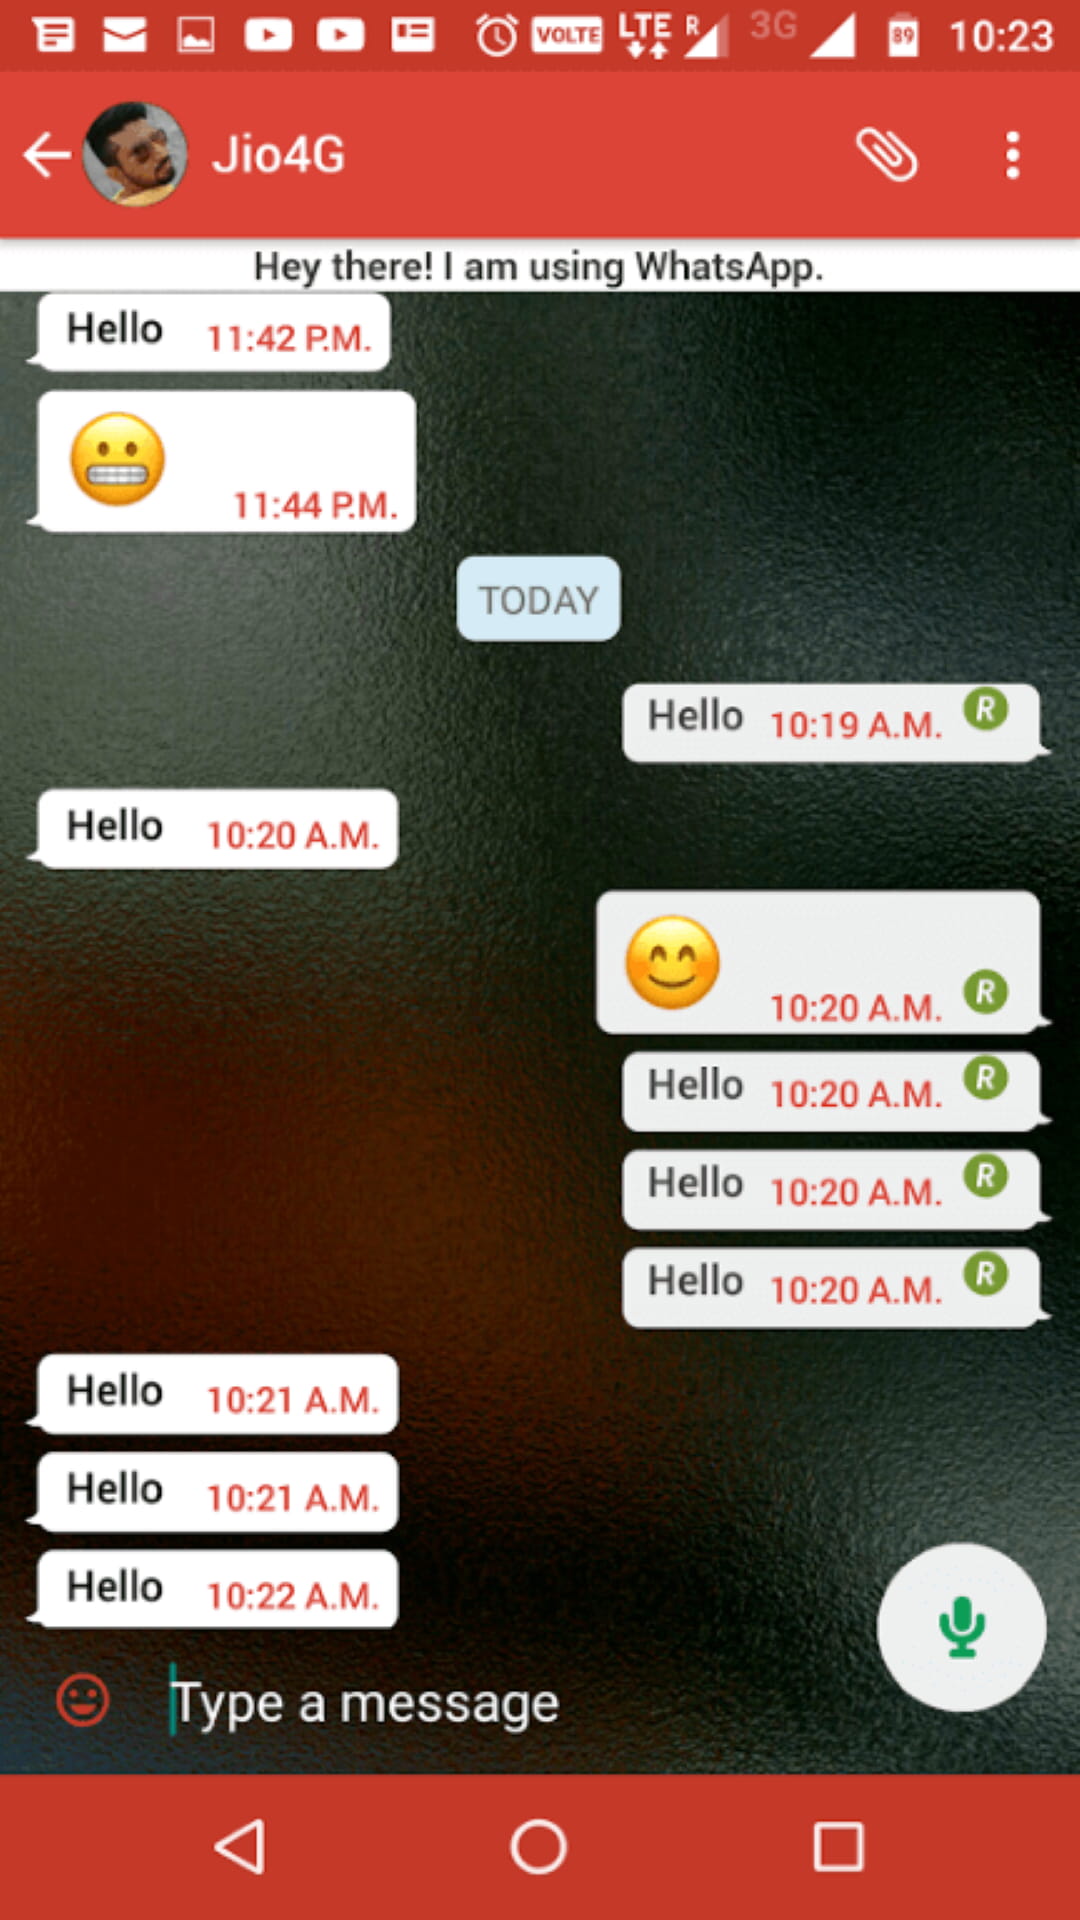 VOLTE LTE R 3G 89 10:23
Jio4G
Hey there! I am using WhatsApp.
Hello 11:42 P.M.
11:44 P.M.
TODAY
Hello 10:19 A.M. R
Hello 10:20 A.M.
10:20 A.M. R
Hello 10:20 A.M. R
Hello 10:20 A.M. R
Hello 10:20 A.M. R
Hello 10:21 A.M.
Hello 10:21 A.M.
Hello 10:22 A.M.
Type a message